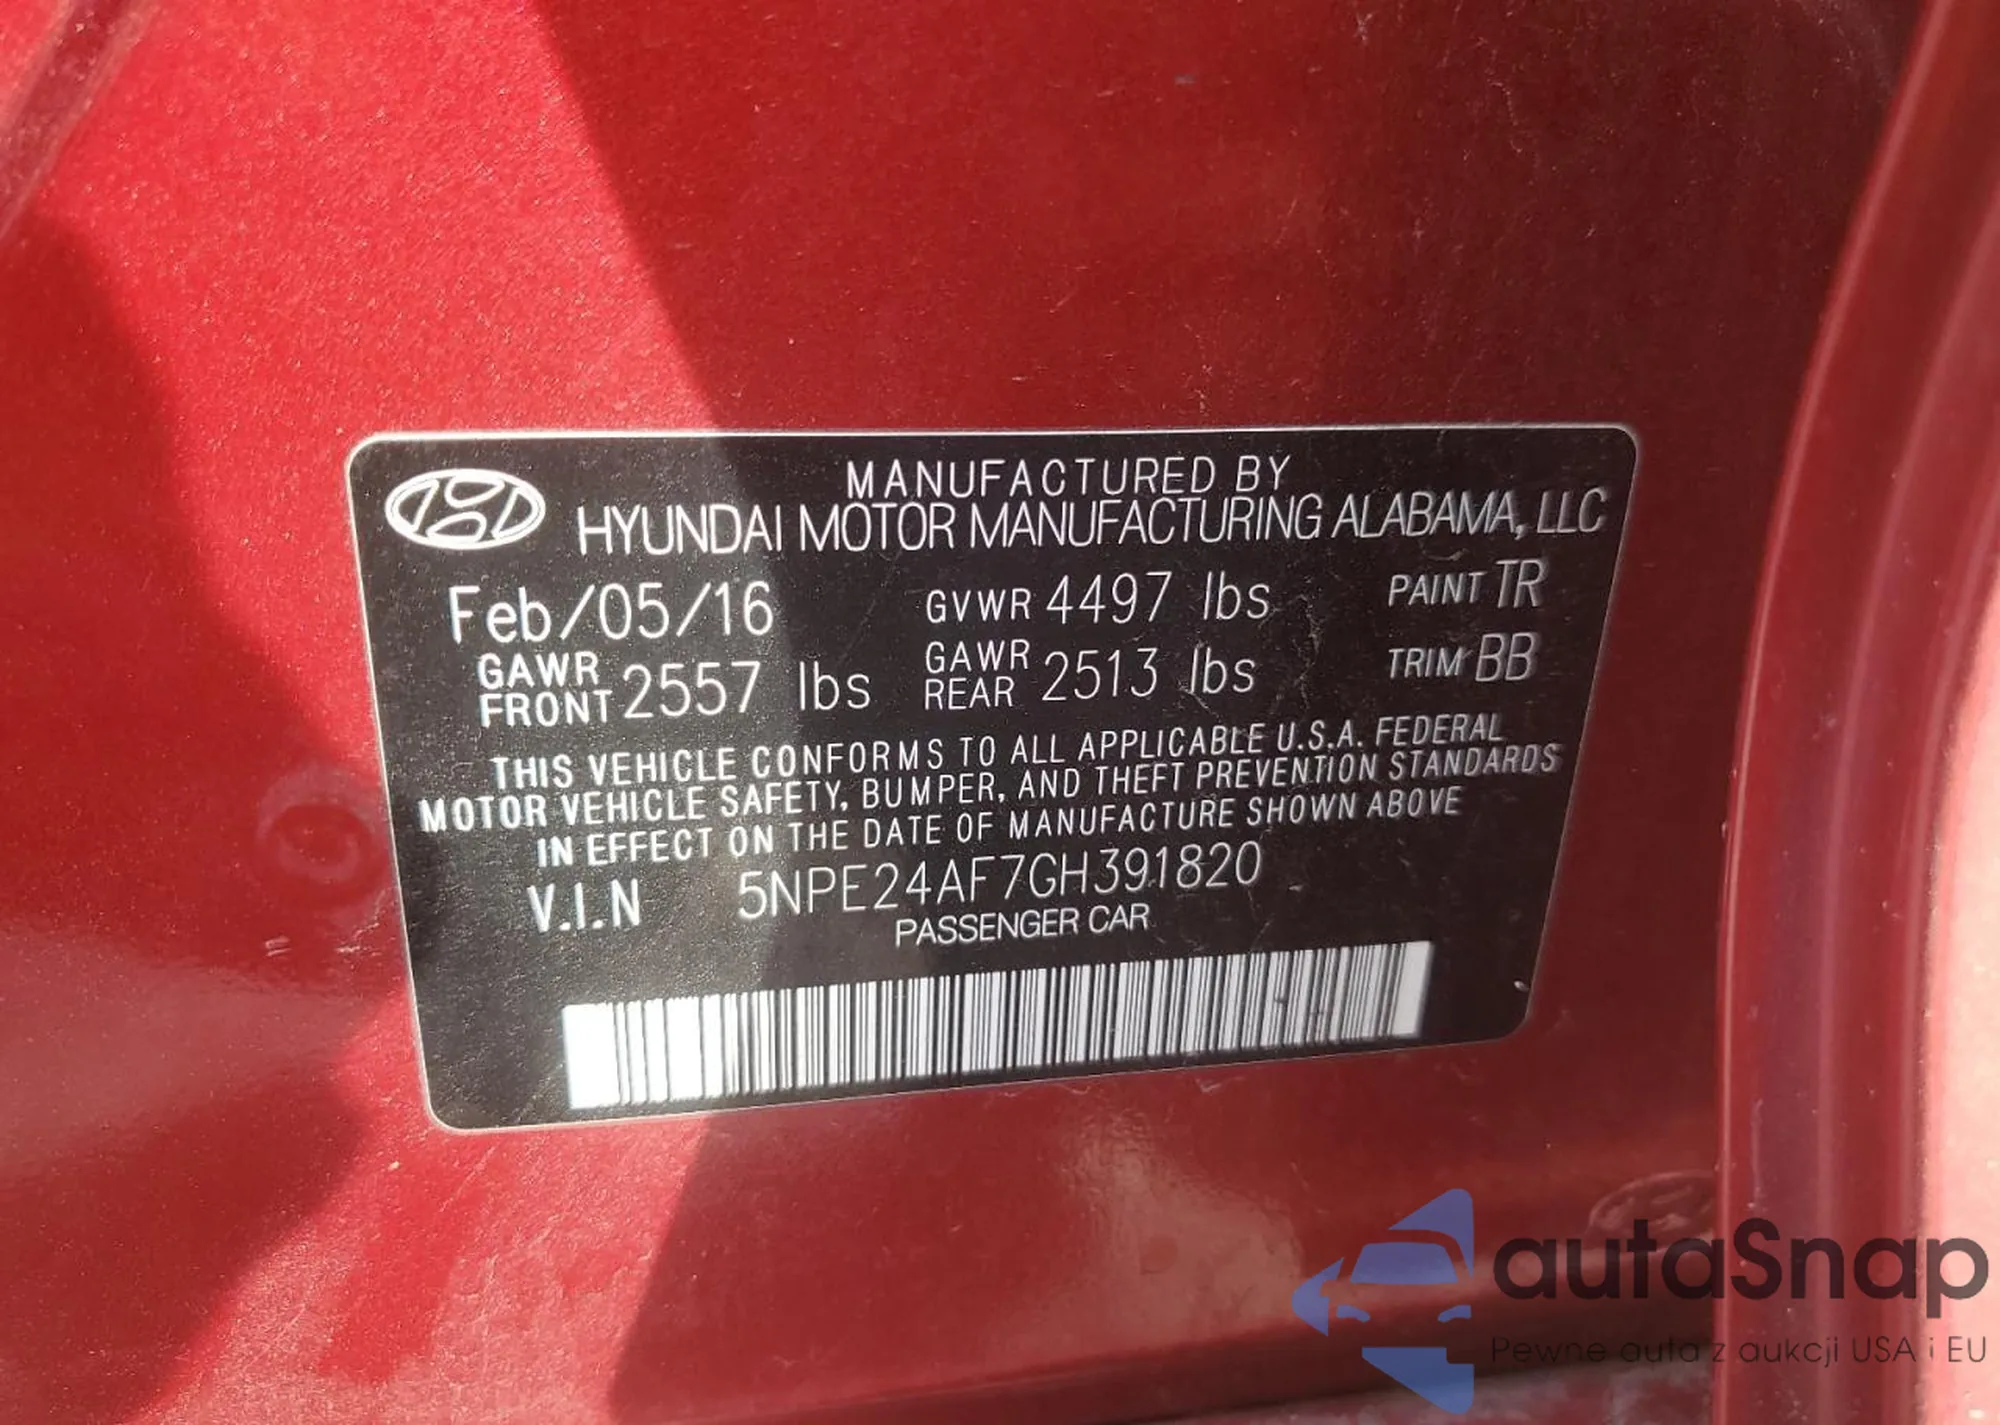 MANUFACTURED BY
HYUNDAI MOTOR MANUFACTURING ALABAMA, LLC
Feb/05/16 GVWR 4497 lbs PAINT TR
GAWR FRONT 2557 lbs GAWR REAR 2513 lbs TRIM BB
THIS VEHICLE CONFORMS TO ALL APPLICABLE U.S.A. FEDERAL
MOTOR VEHICLE SAFETY, BUMPER, AND THEFT PREVENTION STANDARDS
IN EFFECT ON THE DATE OF MANUFACTURE SHOWN ABOVE
V.I.N 5NPE24AF7GH391820
PASSENGER CAR
autaSnap
Pewne auta z aukcji USA i EU